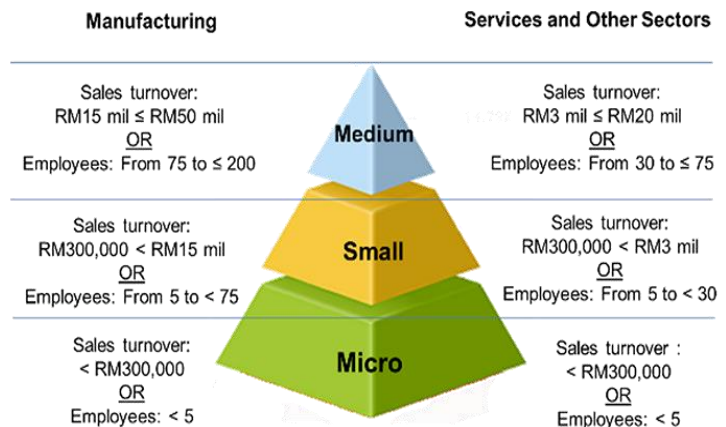 Manufacturing
Services and Other Sectors
Sales turnover:
RM15 mil ≤ RM50 mil
OR
Employees: From 75 to ≤ 200
Medium
Sales turnover:
RM3 mil ≤ RM20 mil
OR
Employees: From 30 to ≤ 75
Sales turnover:
RM300,000 < RM15 mil
OR
Employees: From 5 to < 75
Small
Sales turnover:
RM300,000 < RM3 mil
OR
Employees: From 5 to < 30
Sales turnover:
< RM300,000
OR
Employees: < 5
Micro
Sales turnover :
< RM300,000
OR
Employees: < 5